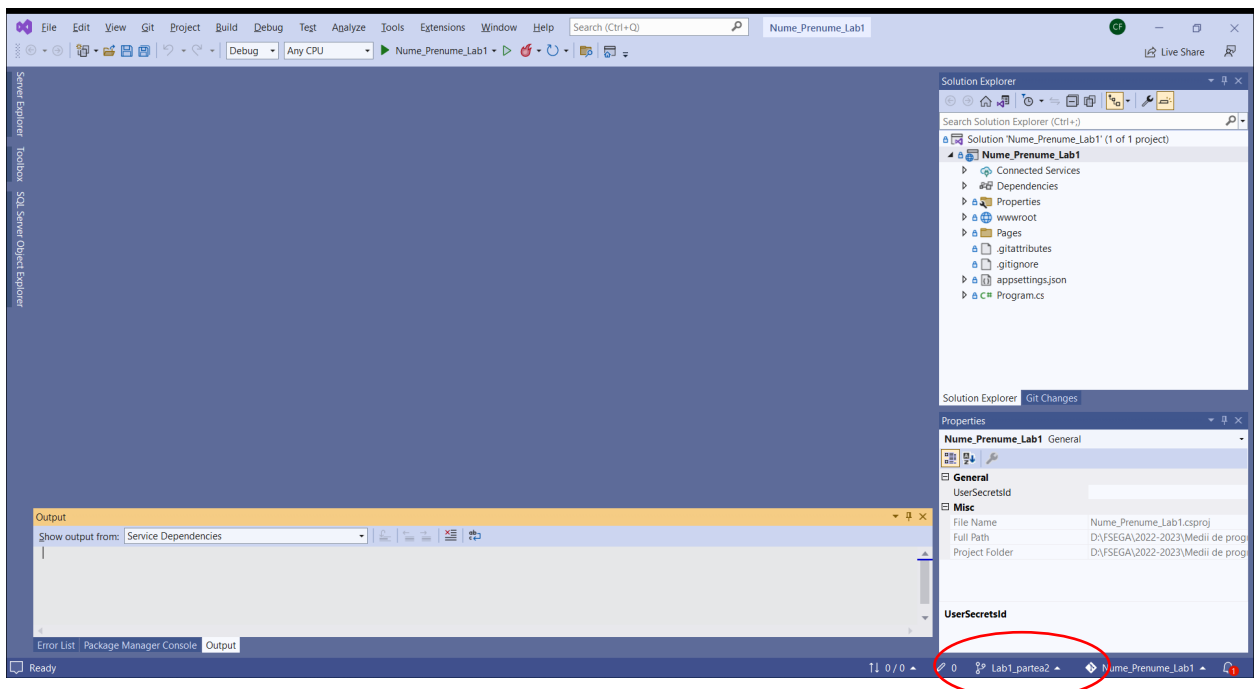 File Edit View Git Project Build Debug Test Analyze Tools Extensions Window Help Search (Ctrl+Q) Nume_Prenume_Lab1 CF
Debug Any CPU Nume_Prenume_Lab1 Live Share
Server Explorer
Toolbox
SQL Server Object Explorer
Solution Explorer
Search Solution Explorer (Ctrl+;)
Solution 'Nume_Prenume_Lab1' (1 of 1 project)
Nume_Prenume_Lab1
Connected Services
Dependencies
Properties
wwwroot
Pages
.gitattributes
.gitignore
appsettings.json
C# Program.cs
Solution Explorer Git Changes
Properties
Nume_Prenume_Lab1 General
General
UserSecretsId
Misc
File Name Nume_Prenume_Lab1.csproj
Full Path D:\FSEGA\2022-2023\Medii de progr
Project Folder D:\FSEGA\2022-2023\Medii de progr
UserSecretsId
Output
Show output from: Service Dependencies
Error List Package Manager Console Output
Ready 0 / 0 0 Lab1_partea2 Nume_Prenume_Lab1 1